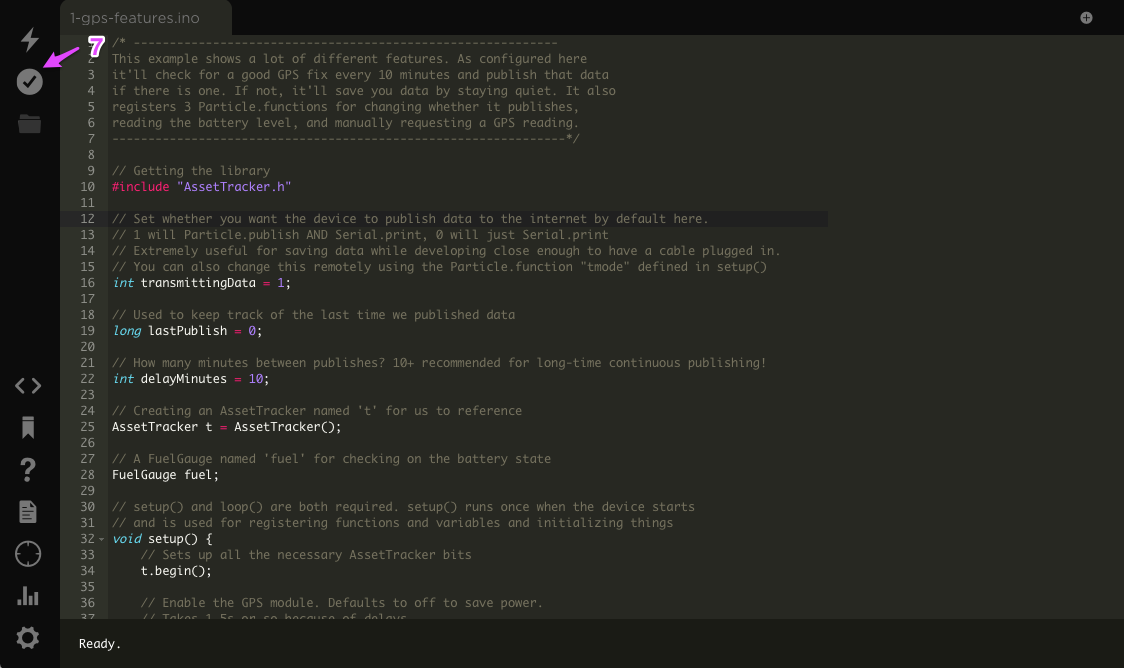 1-gps-features.ino
7
/* -----------------------------------------------------------
2 This example shows a lot of different features. As configured here
3 it'll check for a good GPS fix every 10 minutes and publish that data
4 if there is one. If not, it'll save you data by staying quiet. It also
5 registers 3 Particle.functions for changing whether it publishes,
6 reading the battery level, and manually requesting a GPS reading.
7 ---------------------------------------------------------------*/
8
9 // Getting the library
10 #include "AssetTracker.h"
11
12 // Set whether you want the device to publish data to the internet by default here.
13 // 1 will Particle.publish AND Serial.print, 0 will just Serial.print
14 // Extremely useful for saving data while developing close enough to have a cable plugged in.
15 // You can also change this remotely using the Particle.function "tmode" defined in setup()
16 int transmittingData = 1;
17
18 // Used to keep track of the last time we published data
19 long lastPublish = 0;
20
21 // How many minutes between publishes? 10+ recommended for long-time continuous publishing!
22 int delayMinutes = 10;
23
24 // Creating an AssetTracker named 't' for us to reference
25 AssetTracker t = AssetTracker();
26
27 // A FuelGauge named 'fuel' for checking on the battery state
28 FuelGauge fuel;
29
30 // setup() and loop() are both required. setup() runs once when the device starts
31 // and is used for registering functions and variables and initializing things
32 void setup() {
33 // Sets up all the necessary AssetTracker bits
34 t.begin();
35
36 // Enable the GPS module. Defaults to off to save power.
37 // Takes 1.5s or so because of delays
Ready.